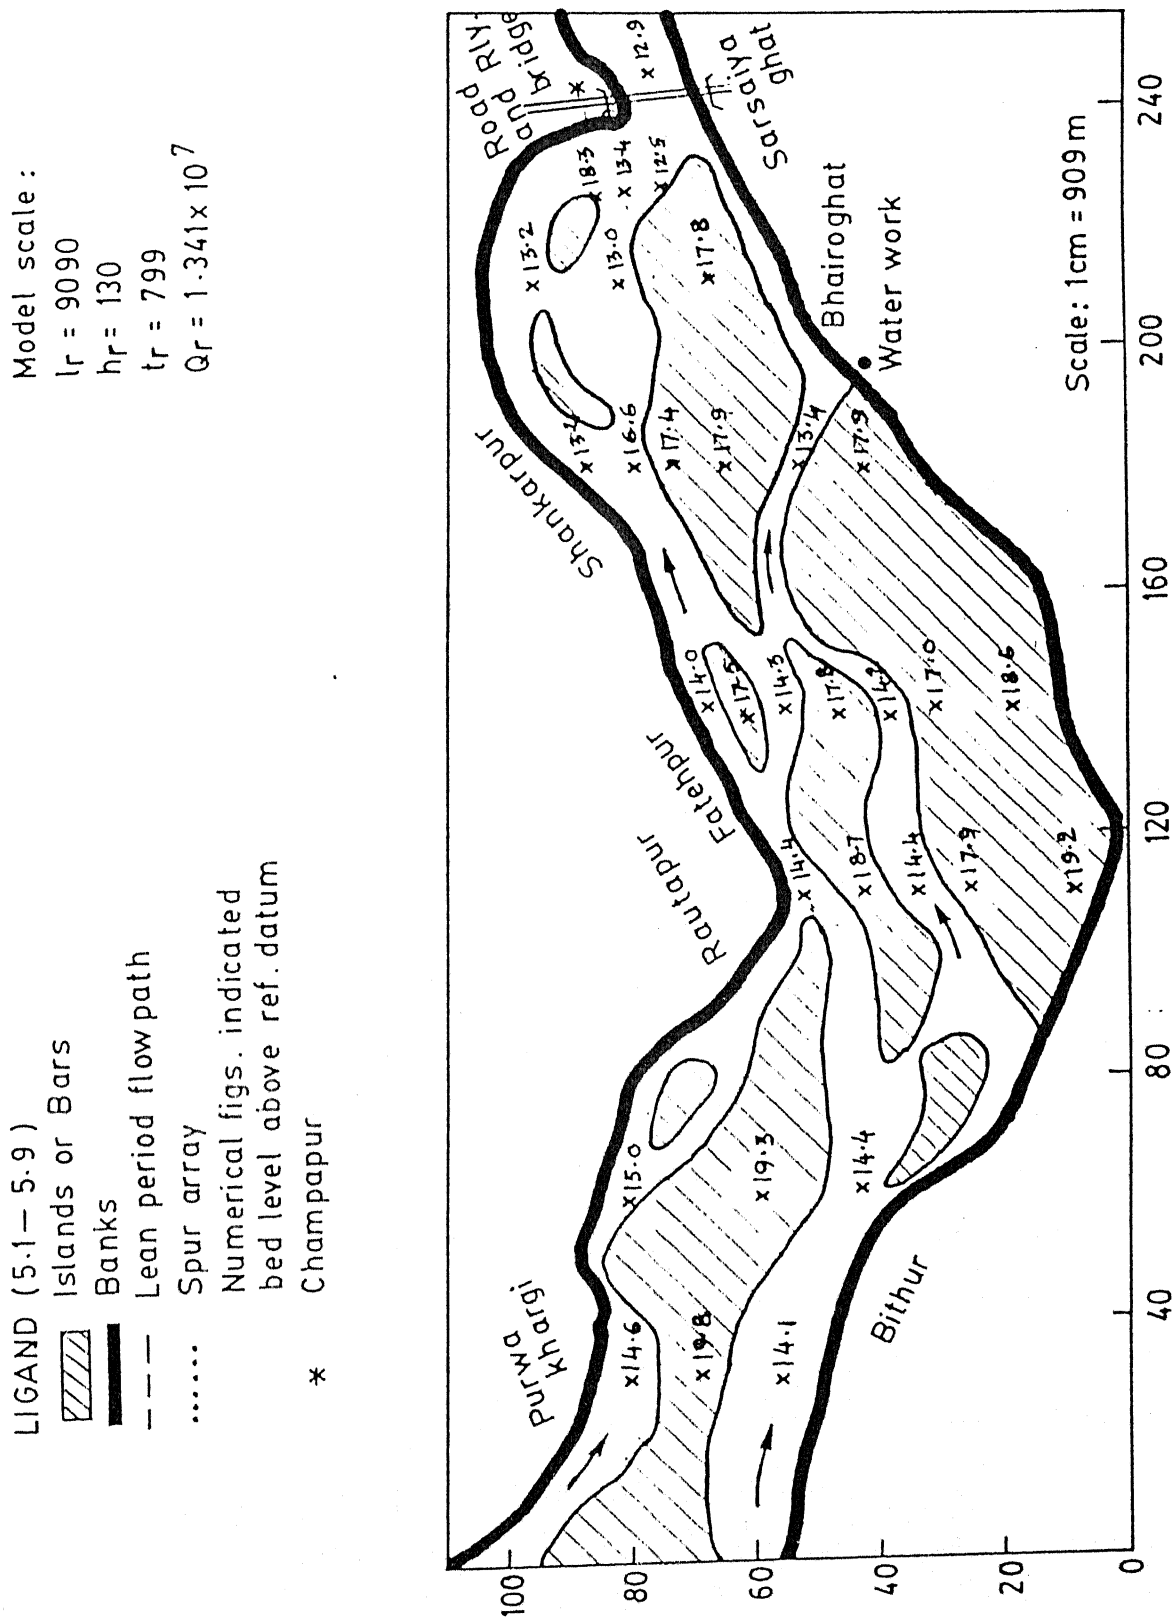 LIGAND (5.1 – 5.9)
Islands or Bars
Banks
Lean period flowpath
Spur array
Numerical figs. indicated
bed level above ref. datum
* Champapur
Model scale :
lr = 9090
hr = 130
tr = 799
Qr = 1.341 x 10⁷
Purwa
khargi
Rautapur
Fatehpur
Shankarpur
Road Rly.
and bridge
*
Sarsaiya
ghat
Bhairoghat
Water work
Bithur
Scale: 1cm = 909 m
x14.6
x19.8
x14.1
x15.0
x19.3
x14.4
x14.4
x18.7
x14.4
x17.9
x19.2
x14.0
x17.5
x14.3
x17.8
x17.0
x18.6
x16.6
x17.4
x17.9
x13.4
x17.9
x13.2
x13.0
x17.8
x18.3
x13.4
x12.5
x12.9
100
80
60
40
20
0
40
80
120
160
200
240